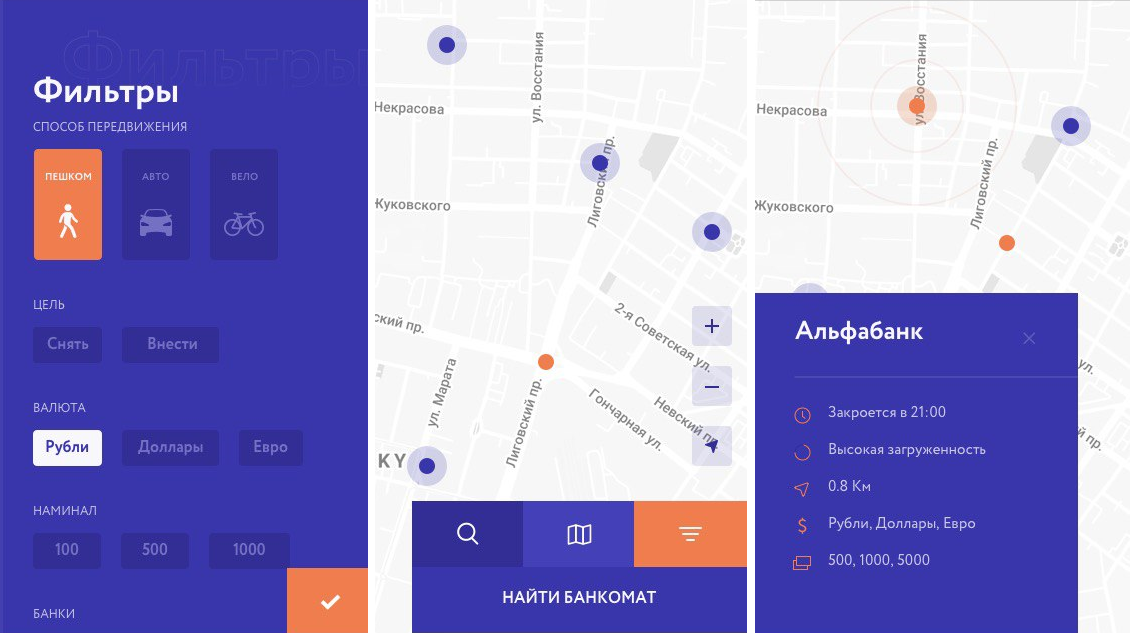 Фильтры
Фильтры
СПОСОБ ПЕРЕДВИЖЕНИЯ
ПЕШКОМ
АВТО
ВЕЛО
ЦЕЛЬ
Снять
Внести
ВАЛЮТА
Рубли
Доллары
Евро
НАМИНАЛ
100
500
1000
БАНКИ
ул. Восстания
Некрасова
Лиговский пр.
Жуковского
ский пр.
2-я Советская ул.
ул. Марата
Лиговский пр.
Гончарная ул.
Невский пр.
КУ
НАЙТИ БАНКОМАТ
ул. Восстания
Некрасова
Лиговский пр.
Жуковского
ул.
й пр.
Альфабанк
Закроется в 21:00
Высокая загруженность
0.8 Км
Рубли, Доллары, Евро
500, 1000, 5000